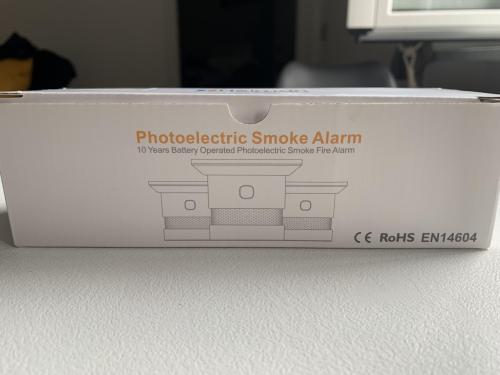 Photoelectric Smoke Alarm
10 Years Battery Operated Photoelectric Smoke Fire Alarm
CE RoHS EN14604